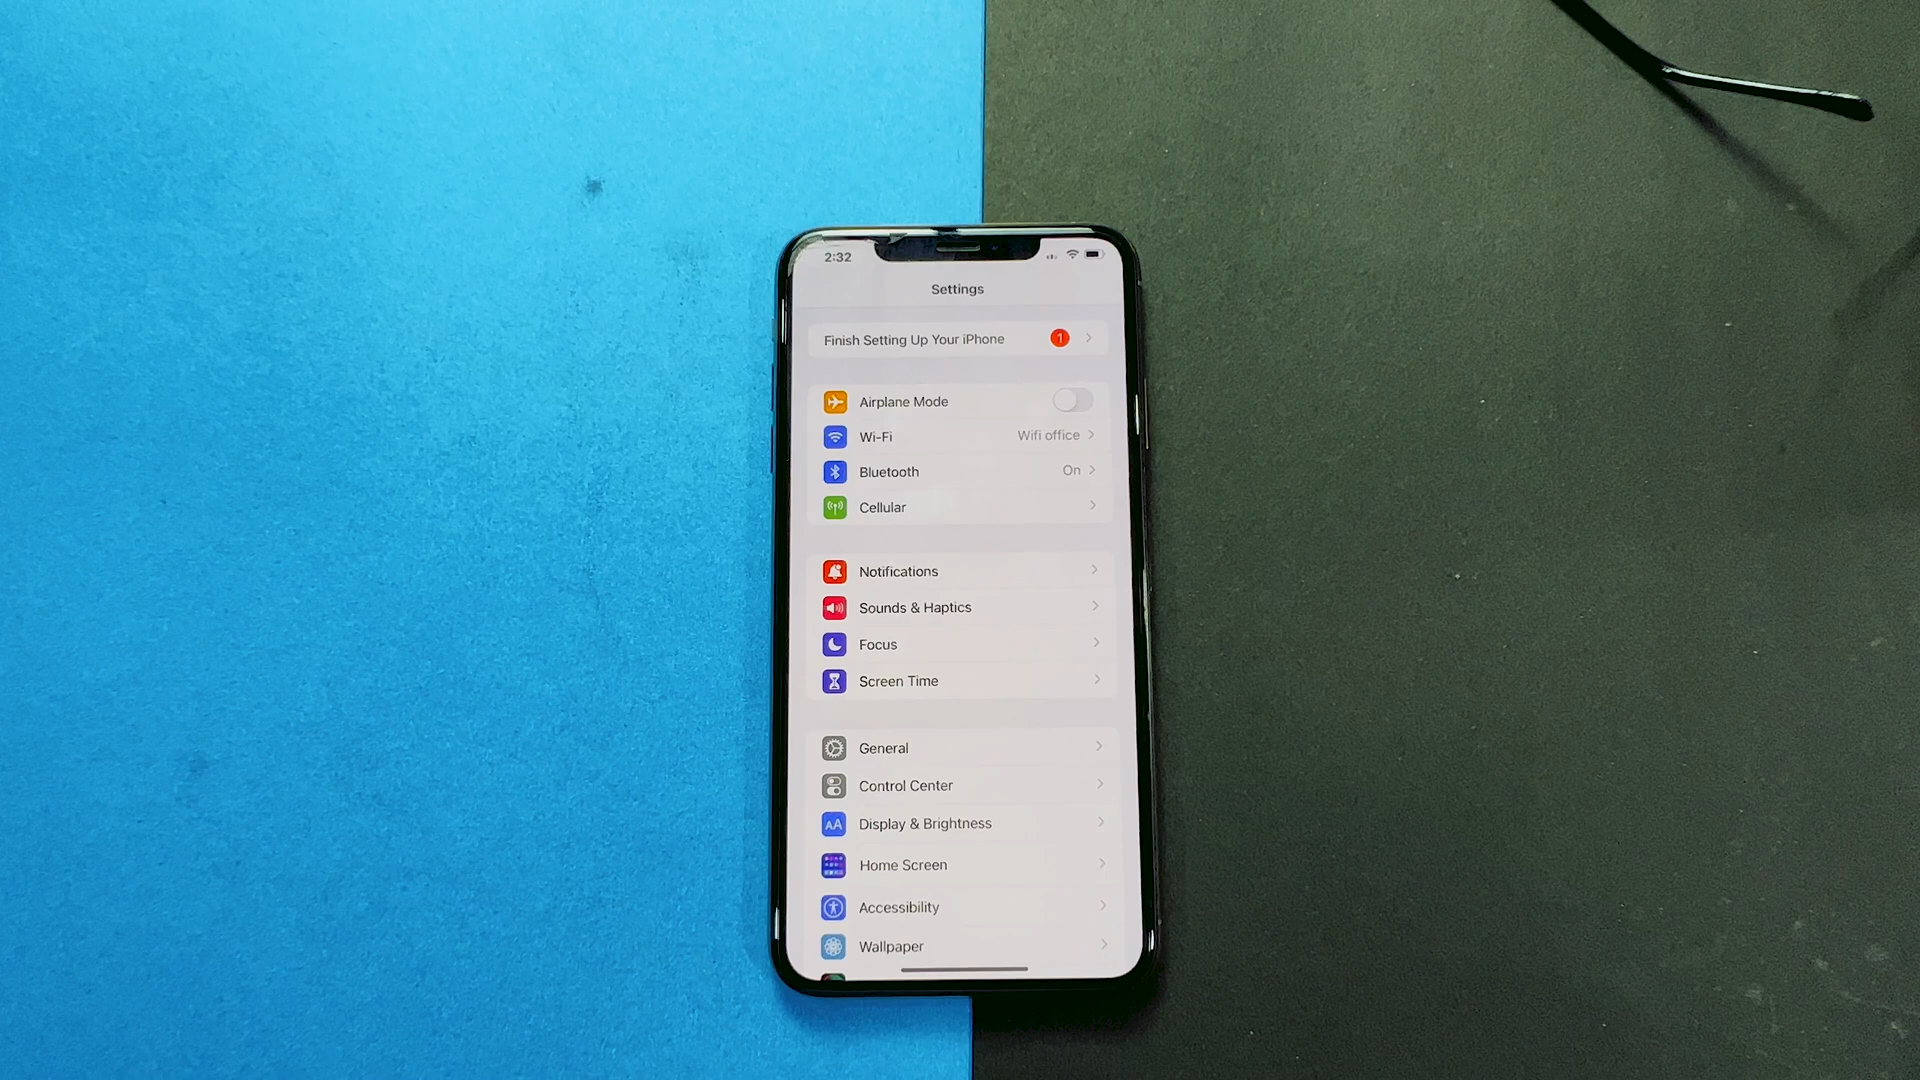 2:32
Settings
Finish Setting Up Your iPhone 1
Airplane Mode
Wi-Fi Wifi office
Bluetooth On
Cellular
Notifications
Sounds & Haptics
Focus
Screen Time
General
Control Center
Display & Brightness
AA
Home Screen
Accessibility
Wallpaper